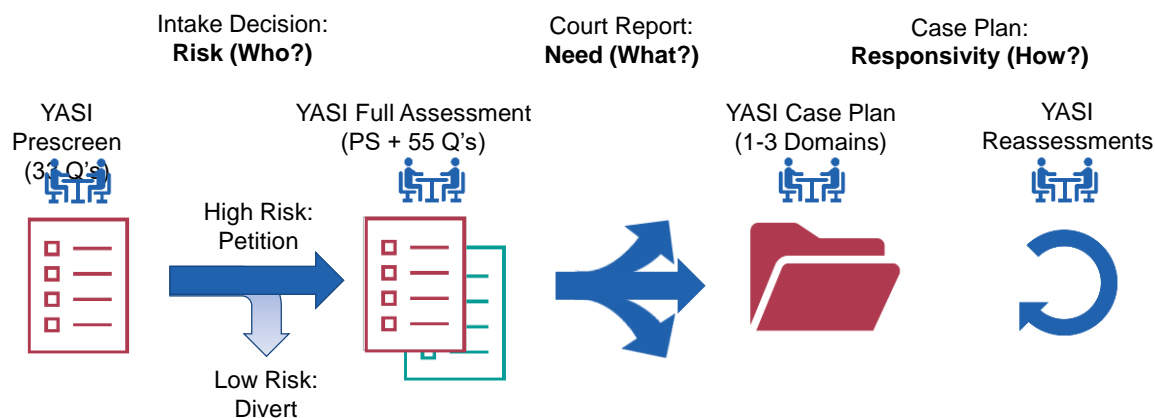 Intake Decision:
Risk (Who?)
Court Report:
Need (What?)
Case Plan:
Responsivity (How?)
YASI
Prescreen
(33 Q's)
YASI Full Assessment
(PS + 55 Q's)
YASI Case Plan
(1-3 Domains)
YASI
Reassessments
High Risk:
Petition
Low Risk:
Divert